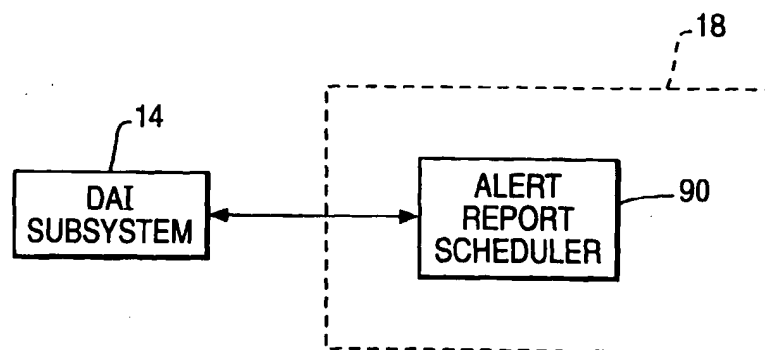 18
14
DAI
SUBSYSTEM
ALERT
REPORT
SCHEDULER
90